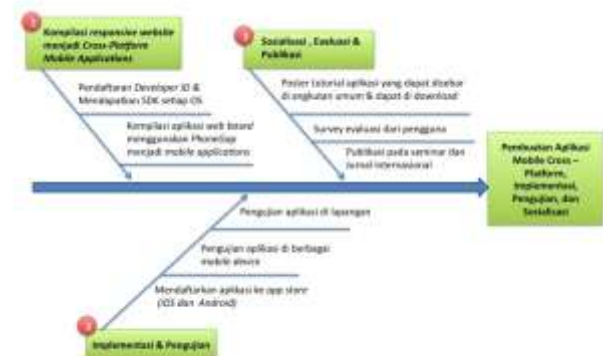 1
Kompilasi responsive website
menjadi Cross-Platform
Mobile Applications
Pendaftaran Developer ID &
Mendapatkan SDK setiap OS
Kompilasi aplikasi web based
menggunakan PhoneGap
menjadi mobile applications
3
Sosialisasi, Evaluasi &
Publikasi
Poster tutorial aplikasi yang dapat disebar
di angkutan umum & dapat di download
Survey evaluasi dari pengguna
Publikasi pada seminar dan
Jurnal Internasional
Pembuatan Aplikasi
Mobile Cross –
Platform,
Implementasi,
Pengujian, dan
Sosialisasi
Pengujian aplikasi di lapangan
Pengujian aplikasi di berbagai
mobile device
Mendaftarkan aplikasi ke app store
(iOS dan Android)
2
Implementasi & Pengujian